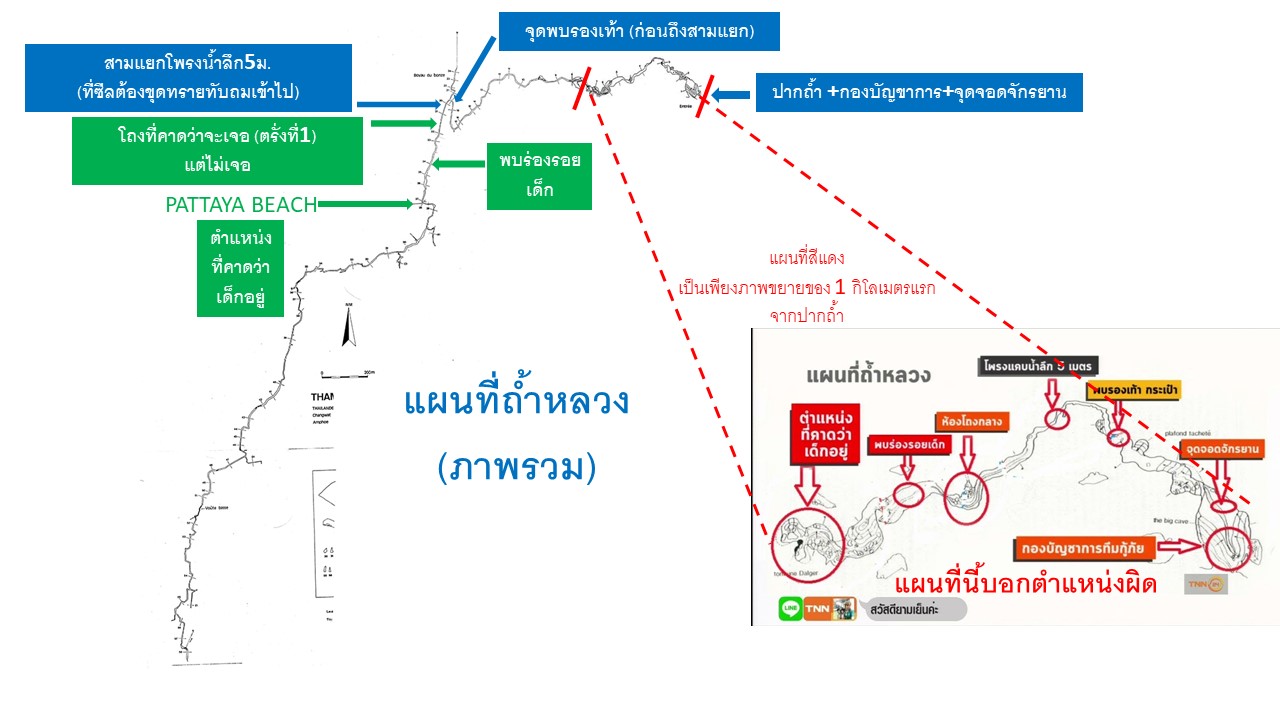 จุดพบรองเท้า (ก่อนถึงสามแยก)
สามแยกโพรงน้ำลึก5ม.
(ที่ซีลต้องขุดทรายทับถมเข้าไป)
ปากถ้ำ +กองบัญชาการ+จุดจอดจักรยาน
Boyau du baron
Entrée
โถงที่คาดว่าจะเจอ (ตรั่งที่1)
แต่ไม่เจอ
พบร่องรอย
เด็ก
PATTAYA BEACH
ตำแหน่ง
ที่คาดว่า
เด็กอยู่
แผนที่สีแดง
เป็นเพียงภาพขยายของ 1 กิโลเมตรแรก
จากปากถ้ำ
NM
0
200m
THAM
THAILANDE
Changwat
Amphoe
แผนที่ถ้ำหลวง
(ภาพรวม)
แผนที่ถ้ำหลวง
โพรงแคบน้ำลึก 5 เมตร
พบรองเท้า กระเป๋า
ตำแหน่ง
ที่คาดว่า
เด็กอยู่
ห้องโถงกลาง
พบร่องรอยเด็ก
plafond tacheté
จุดจอดจักรยาน
the big cave
กองบัญชาการทีมกู้ภัย
แผนที่นี้บอกตำแหน่งผิด
TNN
LINE
TNN
สวัสดียามเย็นค่ะ